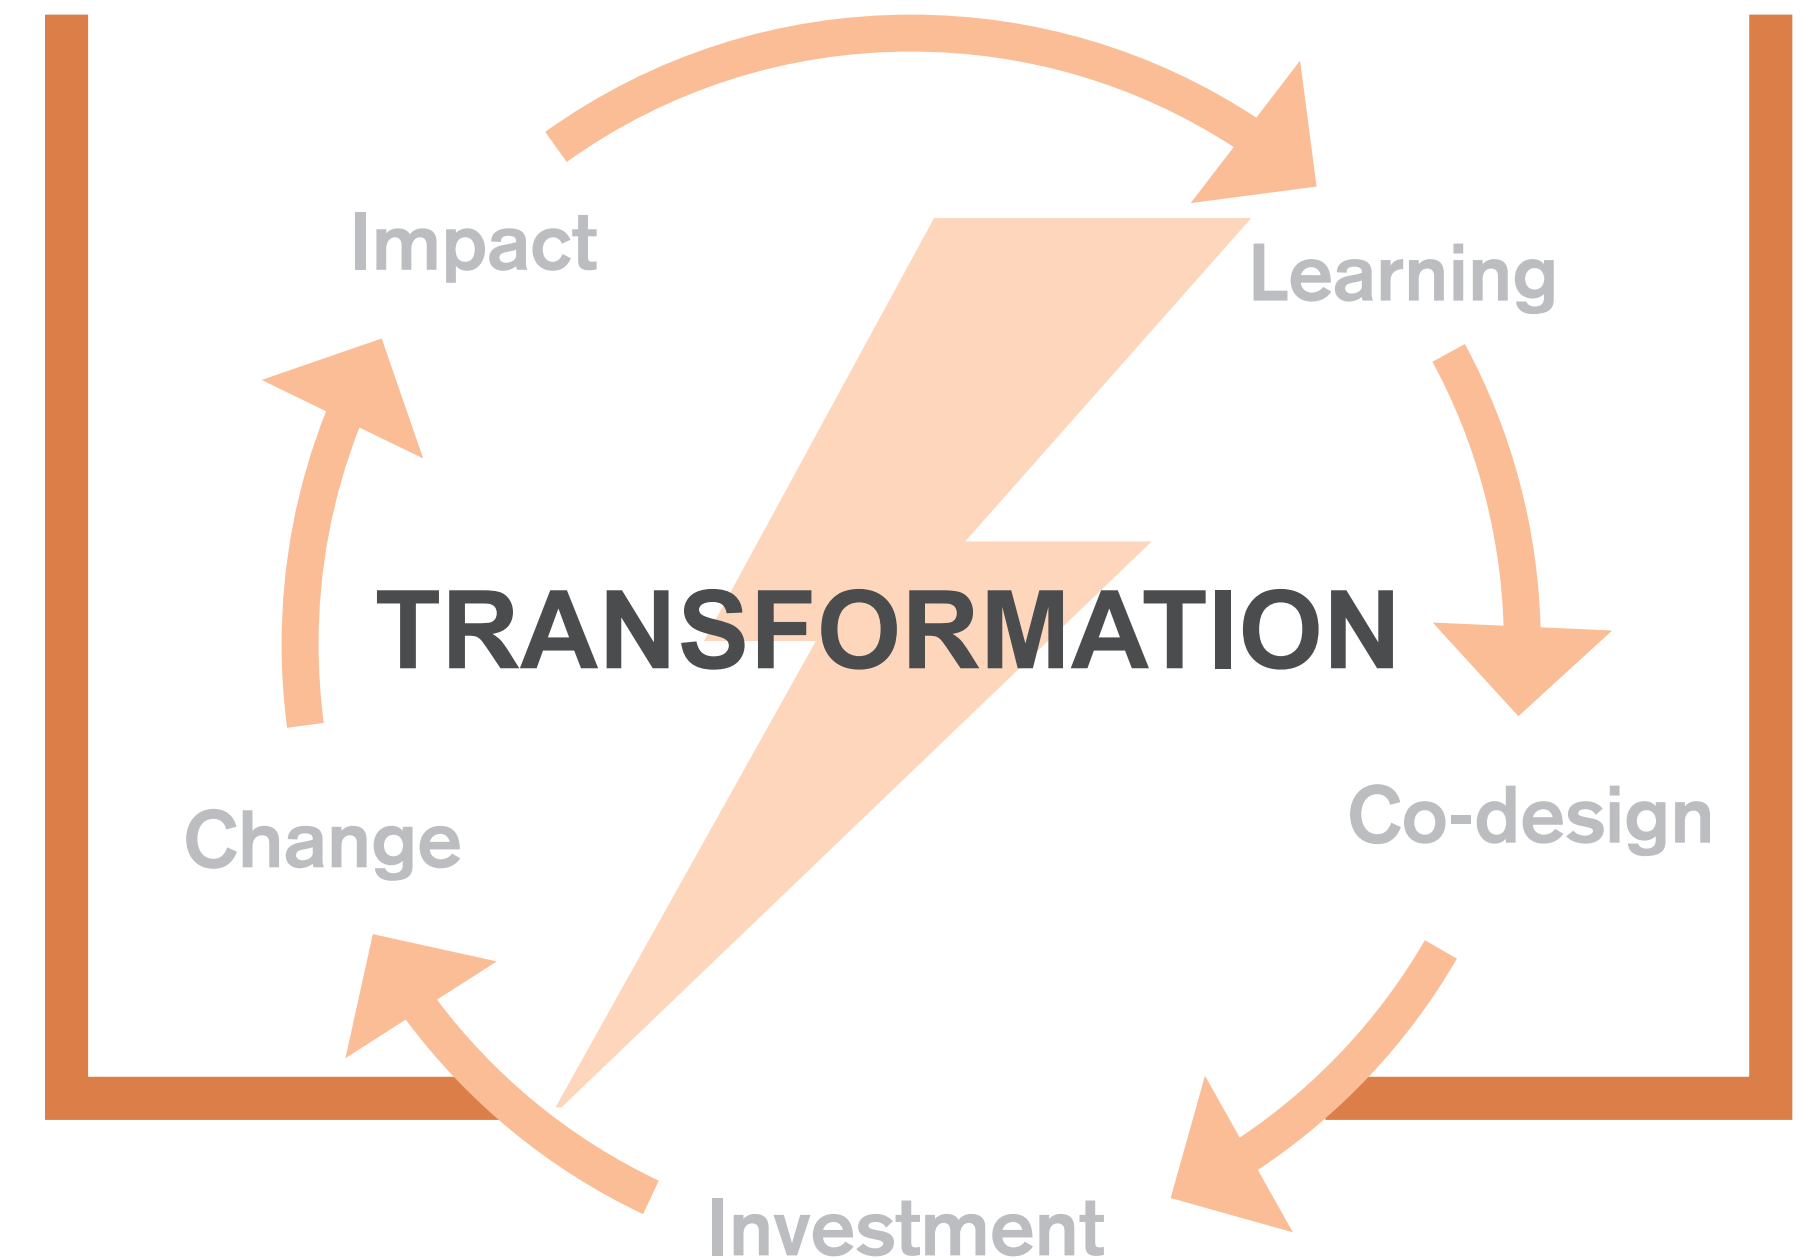 Impact
Learning
TRANSFORMATION
Co-design
Change
Investment